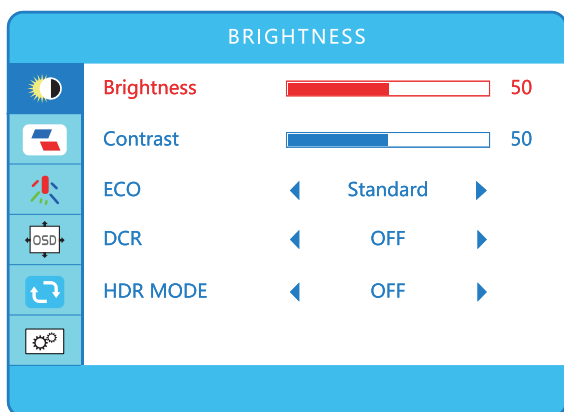 BRIGHTNESS
Brightness 50
Contrast 50
ECO Standard
DCR OFF
OSD
HDR MODE OFF